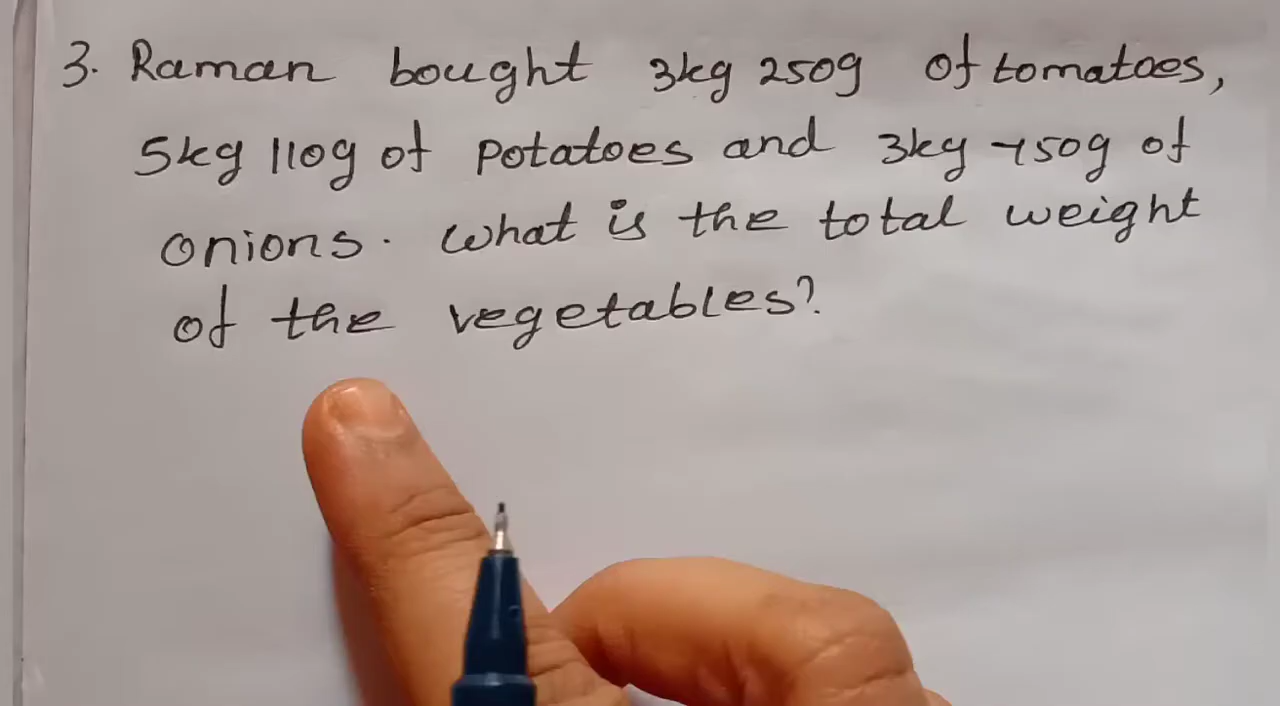 3. Raman bought 3kg 250g of tomatoes,
5kg 110g of potatoes and 3kg 750g of
onions. What is the total weight
of the vegetables?